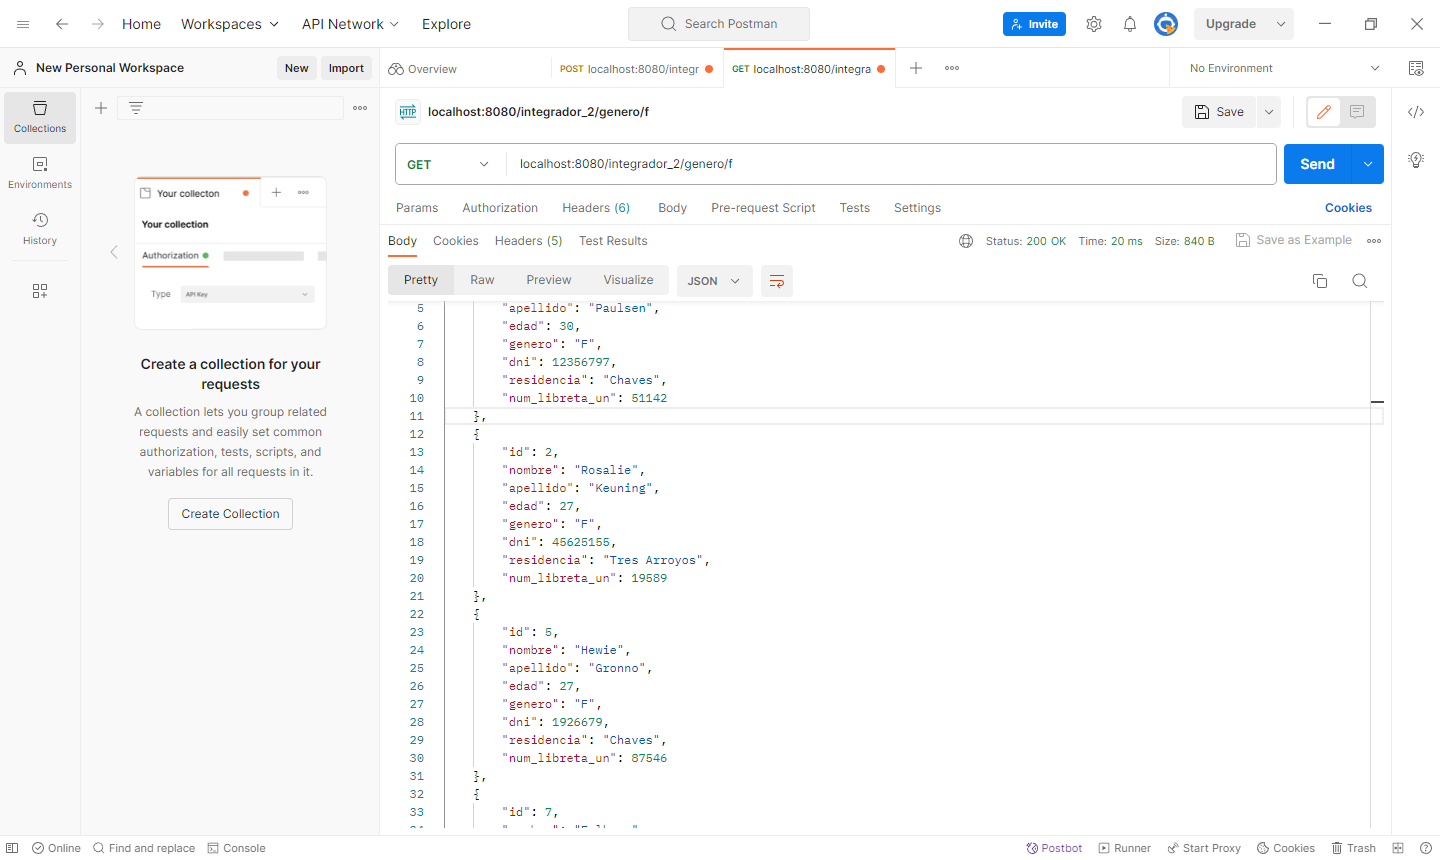 Home
Workspaces
API Network
Explore
Search Postman
Invite
Upgrade
New Personal Workspace
New
Import
Overview
POST localhost:8080/integr
GET localhost:8080/integra
No Environment
Collections
Environments
History
Your collecton
Your collection
Authorization
Type
API Key
Create a collection for your
requests
A collection lets you group related
requests and easily set common
authorization, tests, scripts, and
variables for all requests in it.
Create Collection
HTTP
localhost:8080/integrador_2/genero/f
Save
GET
localhost:8080/integrador_2/genero/f
Send
Params
Authorization
Headers (6)
Body
Pre-request Script
Tests
Settings
Cookies
Body
Cookies
Headers (5)
Test Results
Status: 200 OK
Time: 20 ms
Size: 840 B
Save as Example
Pretty
Raw
Preview
Visualize
JSON
5 "apellido": "Paulsen",
6 "edad": 30,
7 "genero": "F",
8 "dni": 12356797,
9 "residencia": "Chaves",
10 "num_libreta_un": 51142
11 },
12 {
13 "id": 2,
14 "nombre": "Rosalie",
15 "apellido": "Keuning",
16 "edad": 27,
17 "genero": "F",
18 "dni": 45625155,
19 "residencia": "Tres Arroyos",
20 "num_libreta_un": 19589
21 },
22 {
23 "id": 5,
24 "nombre": "Hewie",
25 "apellido": "Gronno",
26 "edad": 27,
27 "genero": "F",
28 "dni": 1926679,
29 "residencia": "Chaves",
30 "num_libreta_un": 87546
31 },
32 {
33 "id": 7,
Online
Find and replace
Console
Postbot
Runner
Start Proxy
Cookies
Trash